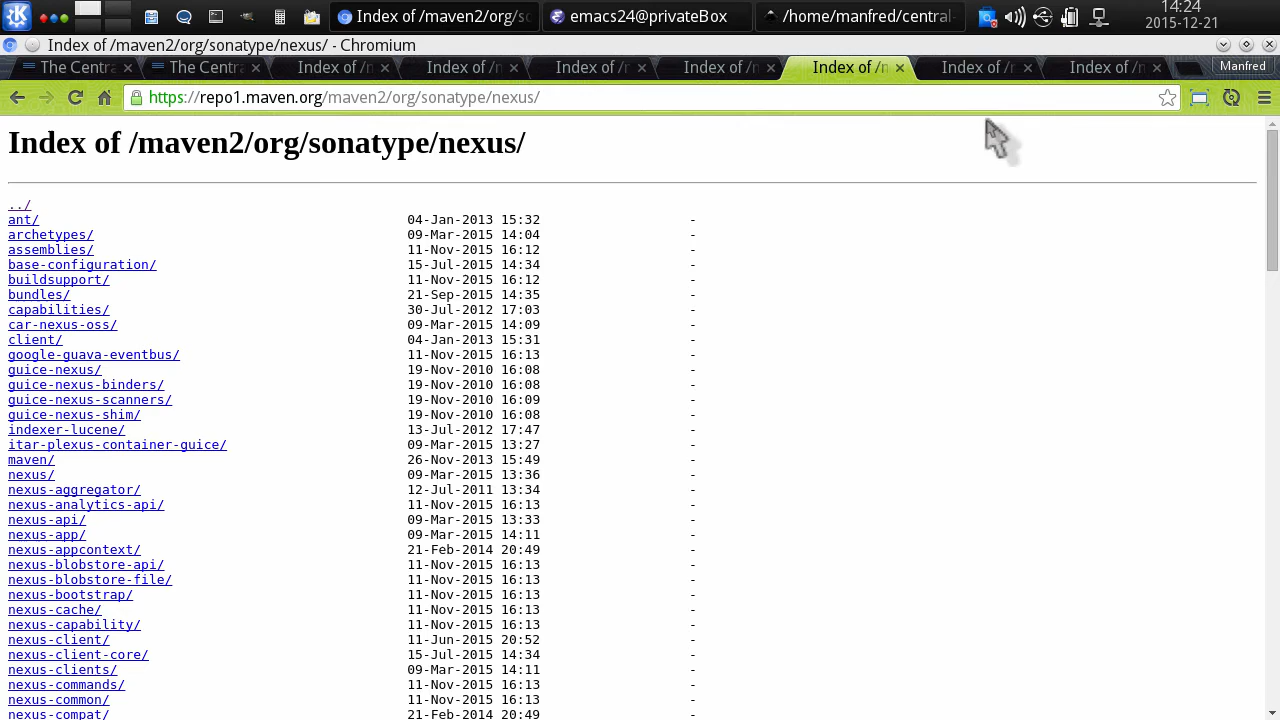 Index of /maven2/org/so
emacs24@privateBox
/home/manfred/central-
14:24
2015-12-21
Index of /maven2/org/sonatype/nexus/ - Chromium
The Centra
The Centra
Index of /n
Index of /n
Index of /n
Index of /n
Index of /n
Index of /n
Index of /n
Manfred
https://repo1.maven.org/maven2/org/sonatype/nexus/
Index of /maven2/org/sonatype/nexus/
../
ant/ 04-Jan-2013 15:32 -
archetypes/ 09-Mar-2015 14:04 -
assemblies/ 11-Nov-2015 16:12 -
base-configuration/ 15-Jul-2015 14:34 -
buildsupport/ 11-Nov-2015 16:12 -
bundles/ 21-Sep-2015 14:35 -
capabilities/ 30-Jul-2012 17:03 -
car-nexus-oss/ 09-Mar-2015 14:09 -
client/ 04-Jan-2013 15:31 -
google-guava-eventbus/ 11-Nov-2015 16:13 -
guice-nexus/ 19-Nov-2010 16:08 -
guice-nexus-binders/ 19-Nov-2010 16:08 -
guice-nexus-scanners/ 19-Nov-2010 16:09 -
guice-nexus-shim/ 19-Nov-2010 16:08 -
indexer-lucene/ 13-Jul-2012 17:47 -
itar-plexus-container-guice/ 09-Mar-2015 13:27 -
maven/ 26-Nov-2013 15:49 -
nexus/ 09-Mar-2015 13:36 -
nexus-aggregator/ 12-Jul-2011 13:34 -
nexus-analytics-api/ 11-Nov-2015 16:13 -
nexus-api/ 09-Mar-2015 13:33 -
nexus-app/ 09-Mar-2015 14:11 -
nexus-appcontext/ 21-Feb-2014 20:49 -
nexus-blobstore-api/ 11-Nov-2015 16:13 -
nexus-blobstore-file/ 11-Nov-2015 16:13 -
nexus-bootstrap/ 11-Nov-2015 16:13 -
nexus-cache/ 11-Nov-2015 16:13 -
nexus-capability/ 11-Nov-2015 16:13 -
nexus-client/ 11-Jun-2015 20:52 -
nexus-client-core/ 15-Jul-2015 14:34 -
nexus-clients/ 09-Mar-2015 14:11 -
nexus-commands/ 11-Nov-2015 16:13 -
nexus-common/ 11-Nov-2015 16:13 -
nexus-compat/ 21-Feb-2014 20:49 -